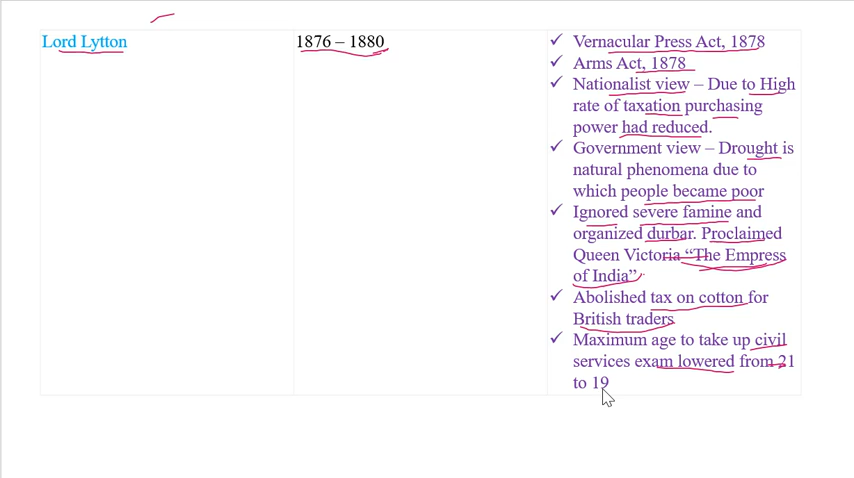 Lord Lytton
1876 – 1880
✓ Vernacular Press Act, 1878
✓ Arms Act, 1878
✓ Nationalist view – Due to High
rate of taxation purchasing
power had reduced.
✓ Government view – Drought is
natural phenomena due to
which people became poor
✓ Ignored severe famine and
organized durbar. Proclaimed
Queen Victoria “The Empress
of India”
✓ Abolished tax on cotton for
British traders
✓ Maximum age to take up civil
services exam lowered from 21
to 19